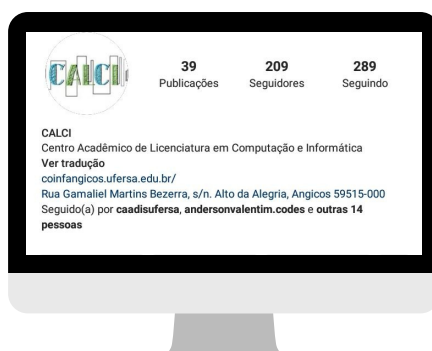 CALCI
39 209 289
Publicações Seguidores Seguindo
CALCI
Centro Acadêmico de Licenciatura em Computação e Informática
Ver tradução
coinfangicos.ufersa.edu.br/
Rua Gamaliel Martins Bezerra, s/n. Alto da Alegria, Angicos 59515-000
Seguido(a) por caadisufersa, andersonvalentim.codes e outras 14
pessoas